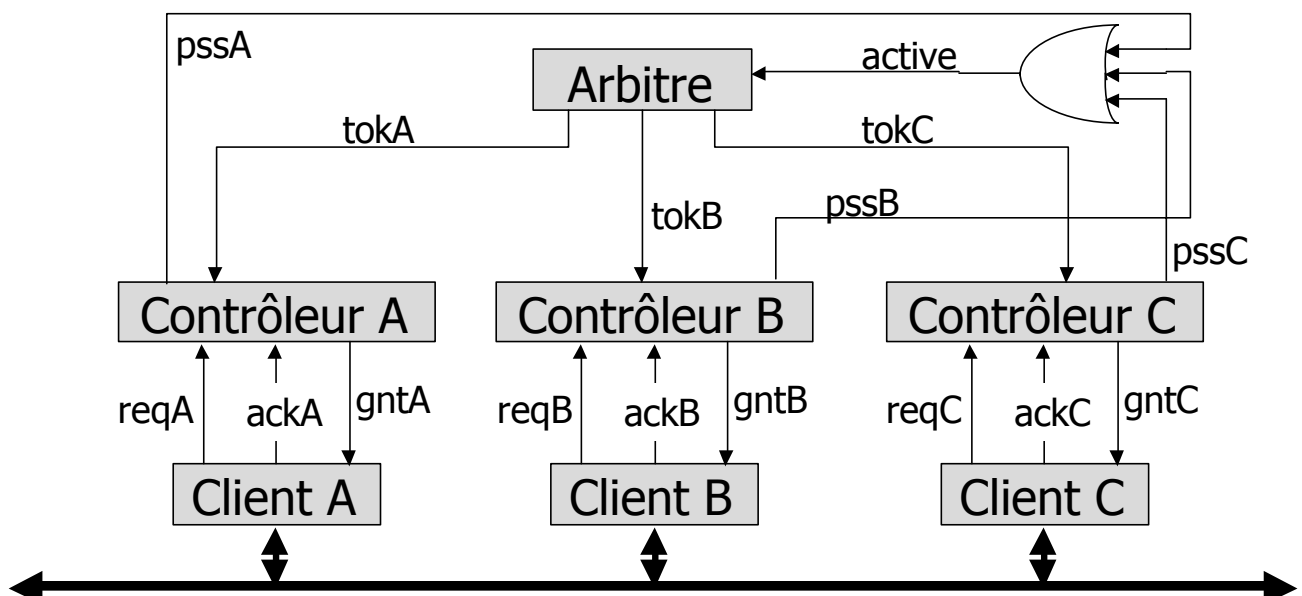 pssA
active
Arbitre
tokA
tokC
tokB
pssB
pssC
Contrôleur A
Contrôleur B
Contrôleur C
reqA
ackA
gntA
reqB
ackB
gntB
reqC
ackC
gntC
Client A
Client B
Client C